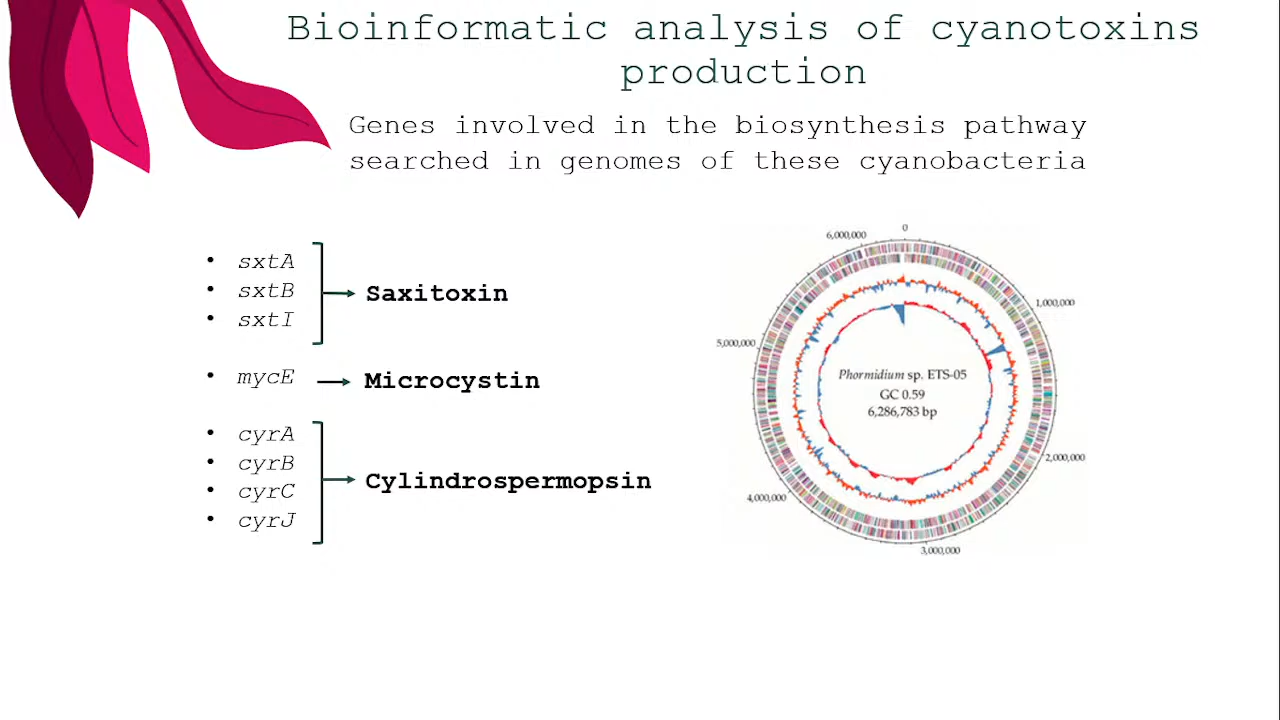 Bioinformatic analysis of cyanotoxins
production
Genes involved in the biosynthesis pathway
searched in genomes of these cyanobacteria
• sxtA
• sxtB
• sxtI
Saxitoxin
• mycE
Microcystin
• cyrA
• cyrB
• cyrC
• cyrJ
Cylindrospermopsin
0
1,000,000
2,000,000
3,000,000
4,000,000
5,000,000
6,000,000
Phormidium sp. ETS-05
GC 0.59
6,286,783 bp